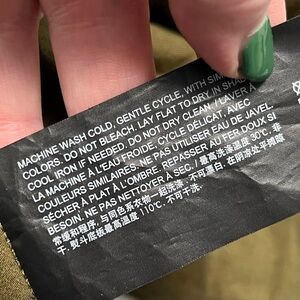 MACHINE WASH COLD, GENTLE CYCLE, WITH
COLORS. DO NOT BLEACH. LAY FLAT TO DRY IN
COOL IRON IF NEEDED. DO NOT DRY CLEAN / LAVER À
LA MACHINE À L'EAU FROIDE, CYCLE DÉLICAT, AVEC
COULEURS SIMILAIRES. NE PAS UTILISER EAU DE JAVEL.
SÉCHER À PLAT À L'OMBRE. REPASSER AU FER DOUX SI
BESOIN. NE PAS NETTOYER À SEC / 最高洗涤温度 30℃ 非
常缓和程序。与同色系衣物一起洗涤。不可漂白。在阴凉处平摊晾
干。熨斗底板最高温度 110℃。不可干洗。